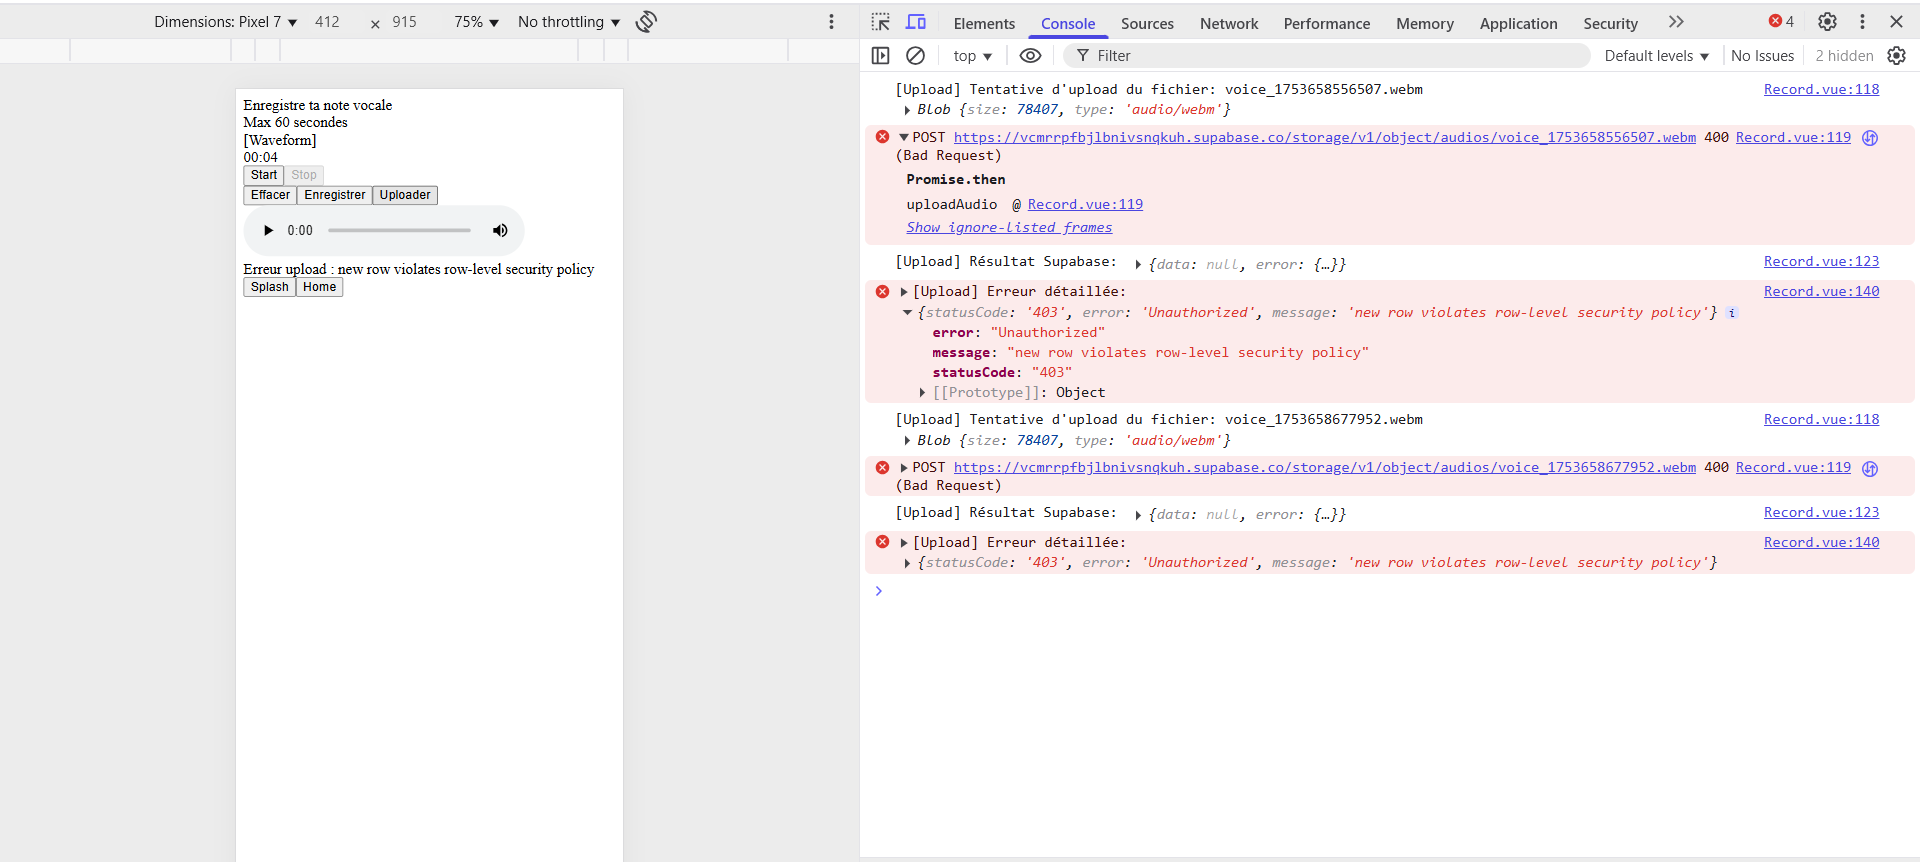 Dimensions: Pixel 7 ▼ 412 × 915 75% ▼ No throttling ▼
Enregistre ta note vocale
Max 60 secondes
[Waveform]
00:04
Start Stop
Effacer Enregistrer Uploader
0:00
Erreur upload : new row violates row-level security policy
Splash Home
Elements Console Sources Network Performance Memory Application Security 4
top ▼ Filter Default levels ▼ No Issues 2 hidden
[Upload] Tentative d'upload du fichier: voice_1753658556507.webm Record.vue:118
▶ Blob {size: 78407, type: 'audio/webm'}
▼ POST https://vcmrrpfbjlbnivsnqkuh.supabase.co/storage/v1/object/audios/voice_1753658556507.webm 400 Record.vue:119
(Bad Request)
Promise.then
uploadAudio @ Record.vue:119
Show ignore-listed frames
[Upload] Résultat Supabase: ▶ {data: null, error: {…}} Record.vue:123
▶ [Upload] Erreur détaillée: Record.vue:140
▼ {statusCode: '403', error: 'Unauthorized', message: 'new row violates row-level security policy'} i
error: "Unauthorized"
message: "new row violates row-level security policy"
statusCode: "403"
▶ [[Prototype]]: Object
[Upload] Tentative d'upload du fichier: voice_1753658677952.webm Record.vue:118
▶ Blob {size: 78407, type: 'audio/webm'}
▶ POST https://vcmrrpfbjlbnivsnqkuh.supabase.co/storage/v1/object/audios/voice_1753658677952.webm 400 Record.vue:119
(Bad Request)
[Upload] Résultat Supabase: ▶ {data: null, error: {…}} Record.vue:123
▶ [Upload] Erreur détaillée: Record.vue:140
▶ {statusCode: '403', error: 'Unauthorized', message: 'new row violates row-level security policy'}